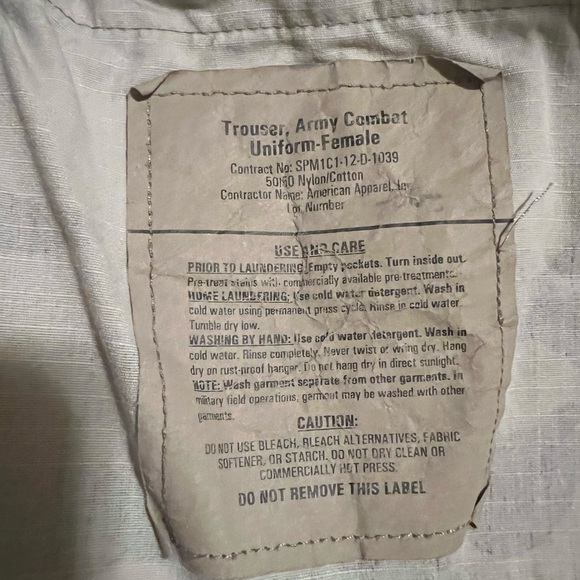 Trouser, Army Combat
Uniform-Female
Contract No: SPM1C1-12-D-1039
50/50 Nylon/Cotton
Contractor Name: American Apparel, Inc
Lot Number
USE AND CARE
PRIOR TO LAUNDERING: Empty pockets. Turn inside out.
Pre-treat stains with commercially available pre-treatments.
HOME LAUNDERING: Use cold water detergent. Wash in
cold water using permanent press cycle. Rinse in cold water.
Tumble dry low.
WASHING BY HAND: Use cold water detergent. Wash in
cold water. Rinse completely. Never twist or wring dry. Hang
dry on rust-proof hanger. Do not hang dry in direct sunlight.
NOTE: Wash garment separate from other garments. In
military field operations, garment may be washed with other
garments.
CAUTION:
DO NOT USE BLEACH, BLEACH ALTERNATIVES, FABRIC
SOFTENER, OR STARCH. DO NOT DRY CLEAN OR
COMMERCIALLY HOT PRESS.
DO NOT REMOVE THIS LABEL